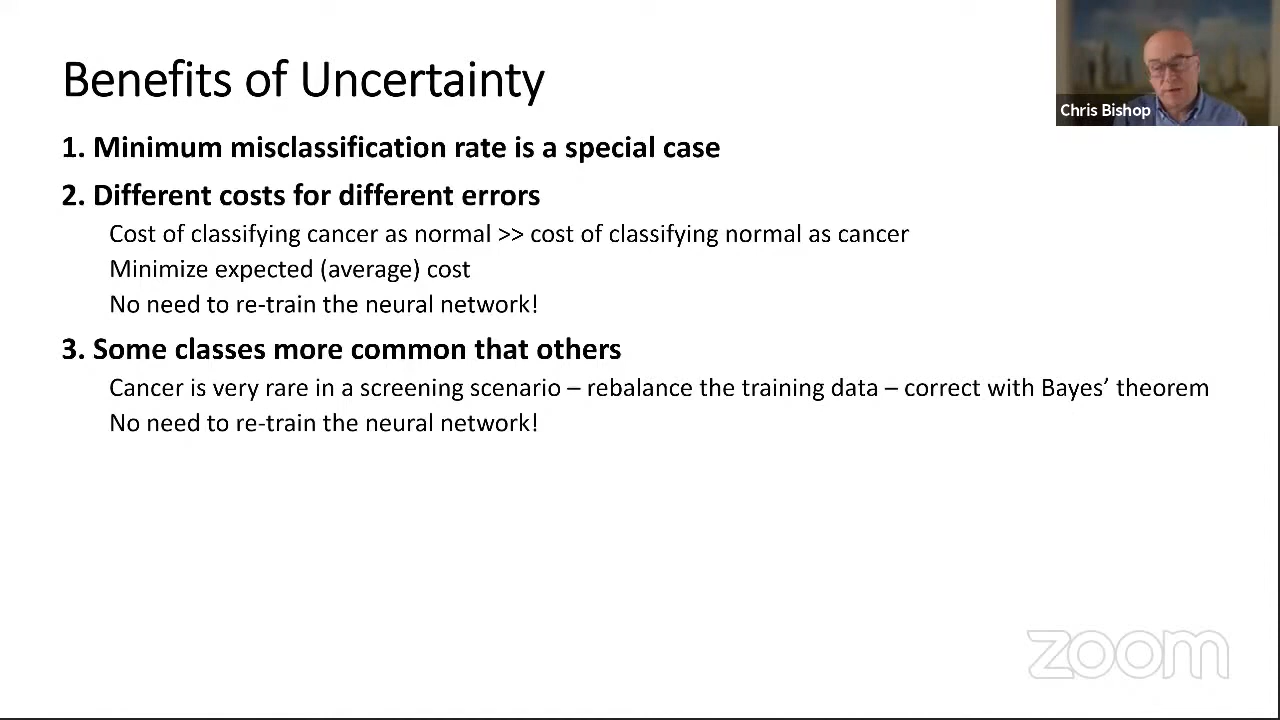 Benefits of Uncertainty
Chris Bishop
1. Minimum misclassification rate is a special case
2. Different costs for different errors
Cost of classifying cancer as normal >> cost of classifying normal as cancer
Minimize expected (average) cost
No need to re-train the neural network!
3. Some classes more common that others
Cancer is very rare in a screening scenario – rebalance the training data – correct with Bayes’ theorem
No need to re-train the neural network!
zoom